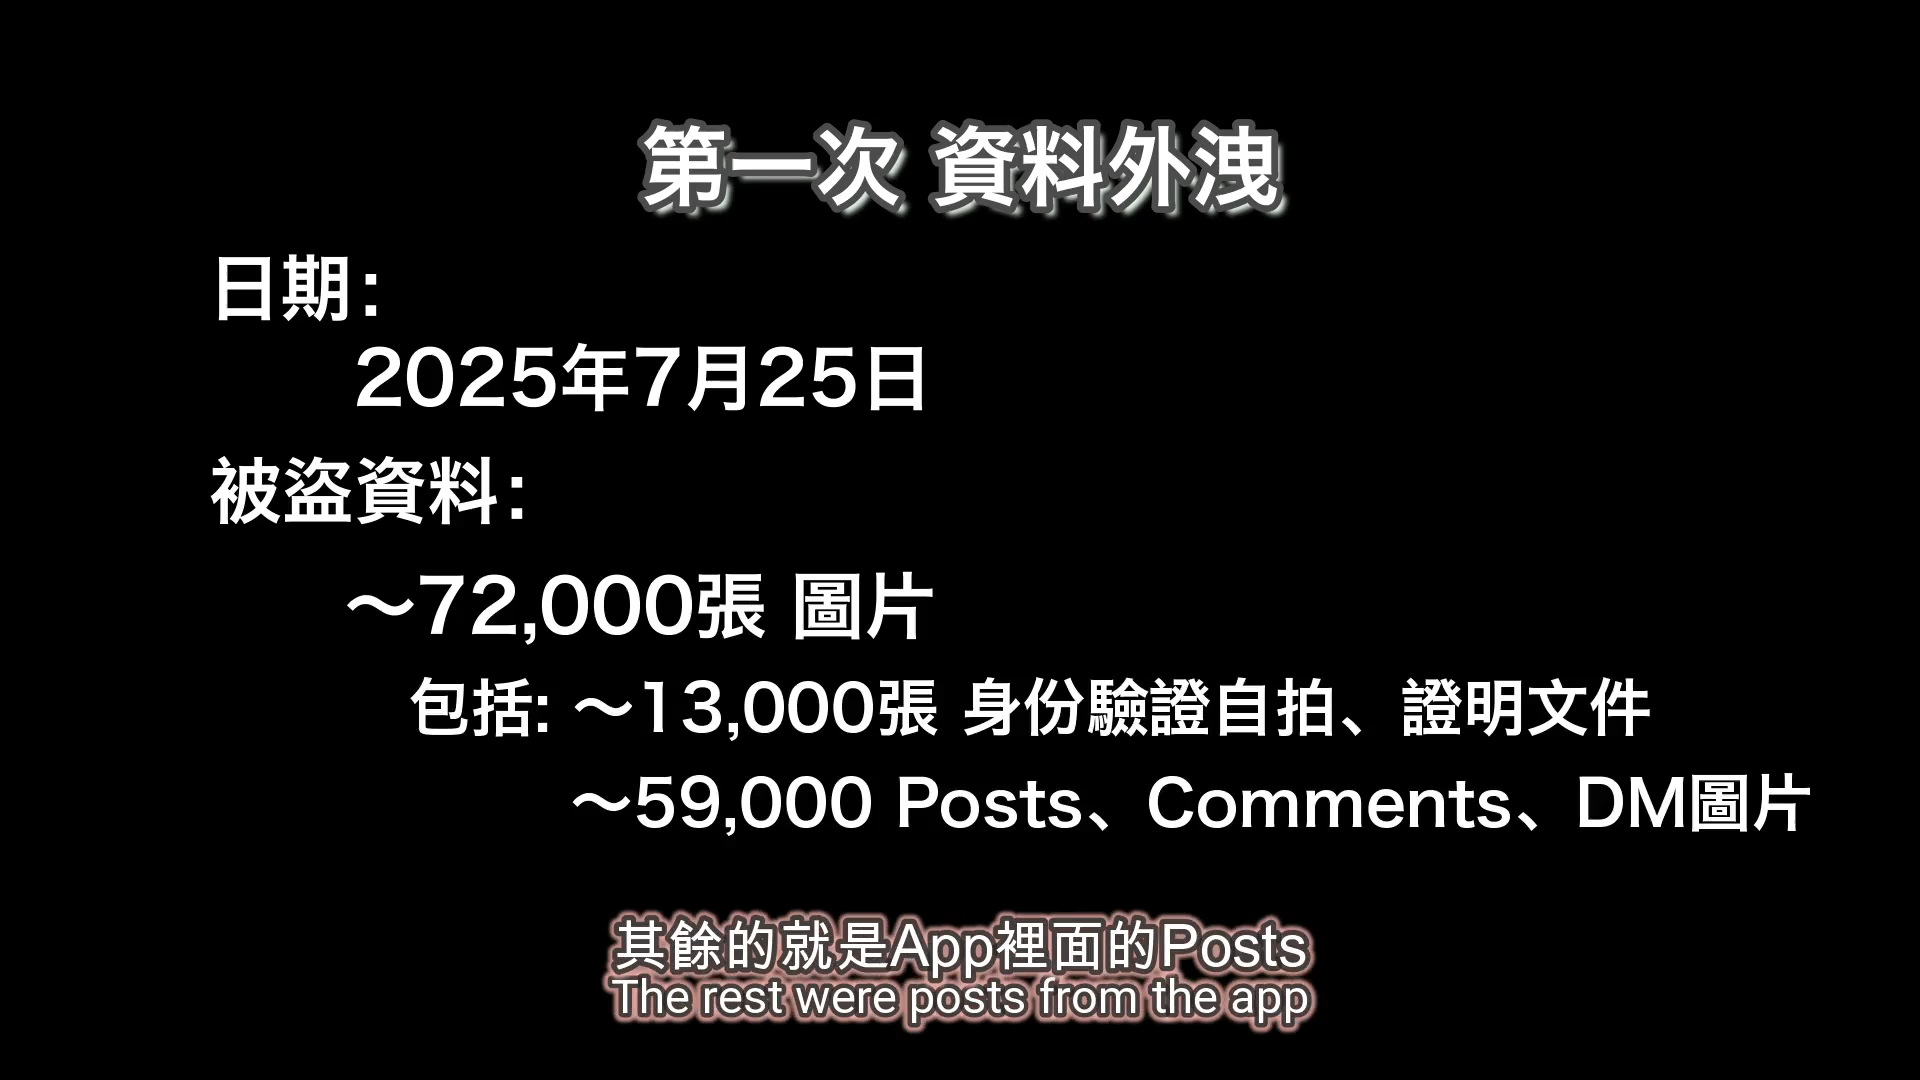 第一次 資料外洩
日期：
2025年7月25日
被盜資料：
～72,000張 圖片
包括: ～13,000張 身份驗證自拍、證明文件
～59,000 Posts、Comments、DM圖片
其餘的就是App裡面的Posts
The rest were posts from the app